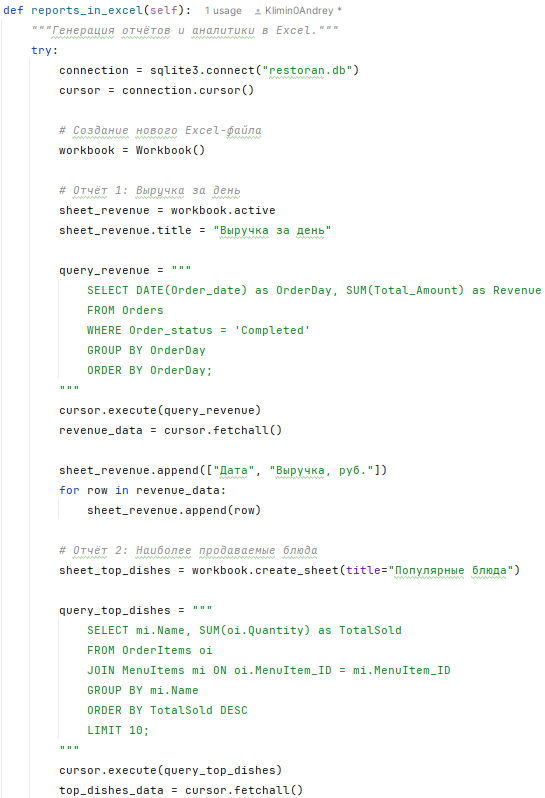 def reports_in_excel(self): 1 usage Klimin0Andrey *
"""Генерация отчётов и аналитики в Excel."""
try:
connection = sqlite3.connect("restoran.db")
cursor = connection.cursor()
# Создание нового Excel-файла
workbook = Workbook()
# Отчёт 1: Выручка за день
sheet_revenue = workbook.active
sheet_revenue.title = "Выручка за день"
query_revenue = """
SELECT DATE(Order_date) as OrderDay, SUM(Total_Amount) as Revenue
FROM Orders
WHERE Order_status = 'Completed'
GROUP BY OrderDay
ORDER BY OrderDay;
"""
cursor.execute(query_revenue)
revenue_data = cursor.fetchall()
sheet_revenue.append(["Дата", "Выручка, руб."])
for row in revenue_data:
sheet_revenue.append(row)
# Отчёт 2: Наиболее продаваемые блюда
sheet_top_dishes = workbook.create_sheet(title="Популярные блюда")
query_top_dishes = """
SELECT mi.Name, SUM(oi.Quantity) as TotalSold
FROM OrderItems oi
JOIN MenuItems mi ON oi.MenuItem_ID = mi.MenuItem_ID
GROUP BY mi.Name
ORDER BY TotalSold DESC
LIMIT 10;
"""
cursor.execute(query_top_dishes)
top_dishes_data = cursor.fetchall()